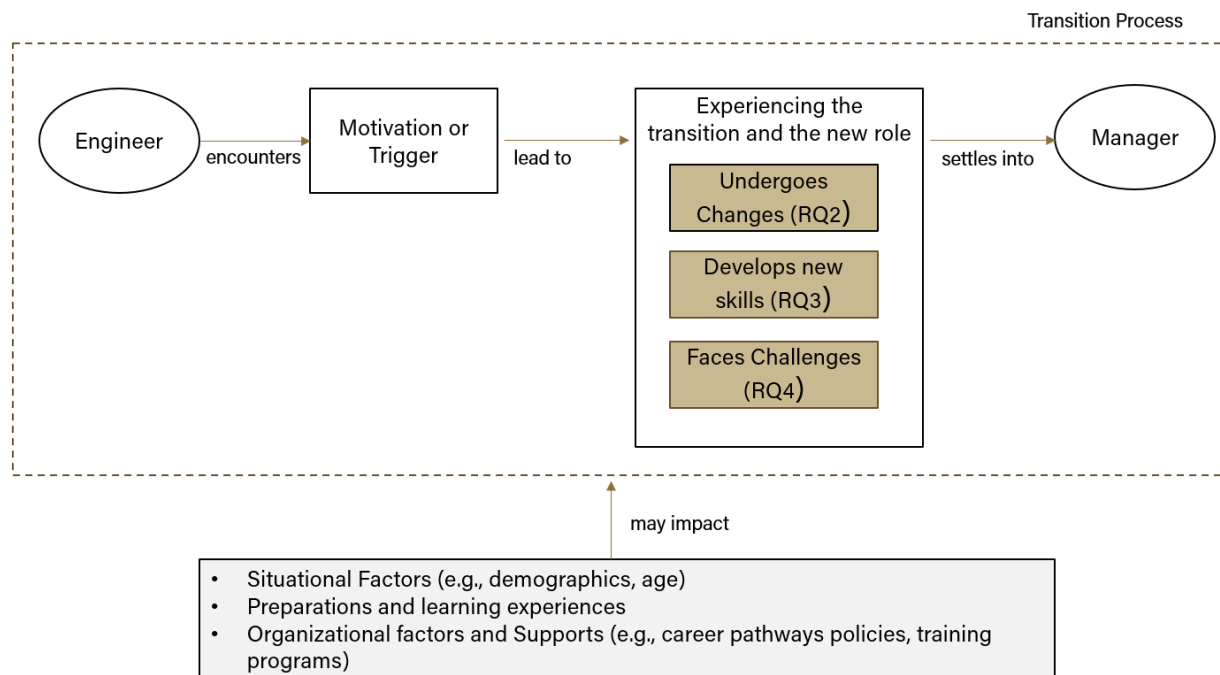 Transition Process
Engineer
encounters
Motivation or
Trigger
lead to
Experiencing the
transition and the new role
Undergoes
Changes (RQ2)
Develops new
skills (RQ3)
Faces Challenges
(RQ4)
settles into
Manager
may impact
• Situational Factors (e.g., demographics, age)
• Preparations and learning experiences
• Organizational factors and Supports (e.g., career pathways policies, training
programs)